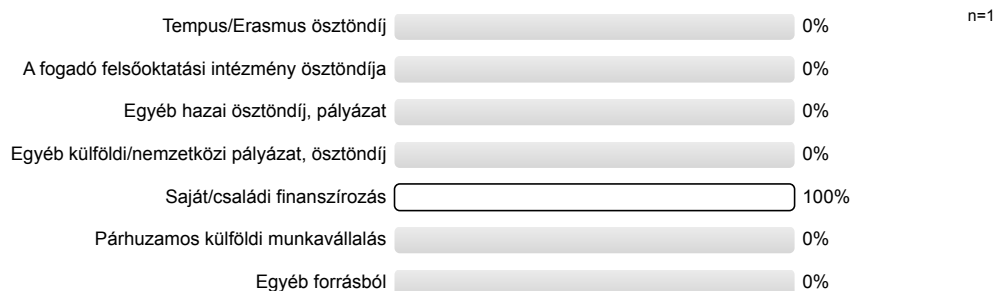 n=1
Tempus/Erasmus ösztöndíj 0%
A fogadó felsőoktatási intézmény ösztöndíja 0%
Egyéb hazai ösztöndíj, pályázat 0%
Egyéb külföldi/nemzetközi pályázat, ösztöndíj 0%
Saját/családi finanszírozás 100%
Párhuzamos külföldi munkavállalás 0%
Egyéb forrásból 0%